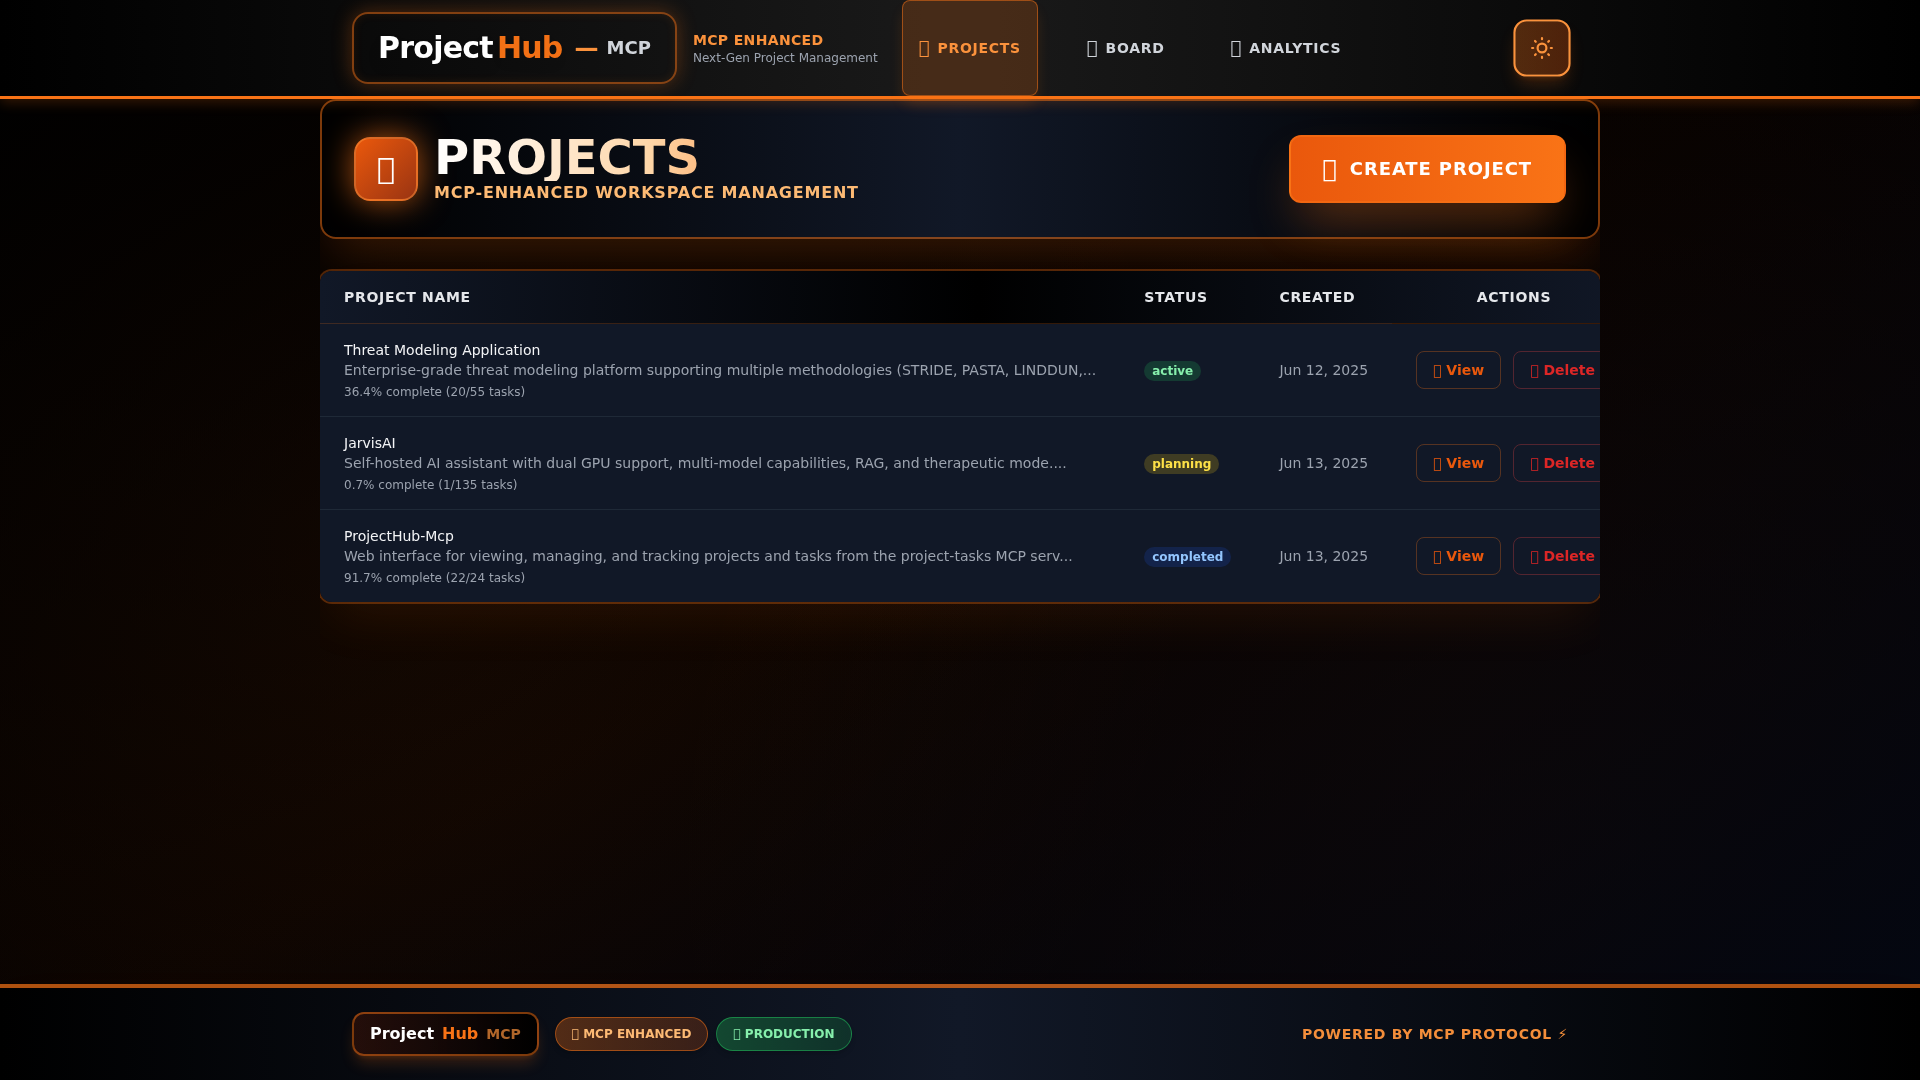 Project Hub — MCP
MCP ENHANCED
Next-Gen Project Management
PROJECTS
BOARD
ANALYTICS
PROJECTS
MCP-ENHANCED WORKSPACE MANAGEMENT
CREATE PROJECT
PROJECT NAME STATUS CREATED ACTIONS
Threat Modeling Application
Enterprise-grade threat modeling platform supporting multiple methodologies (STRIDE, PASTA, LINDDUN,...
36.4% complete (20/55 tasks)
active
Jun 12, 2025
View
Delete
JarvisAI
Self-hosted AI assistant with dual GPU support, multi-model capabilities, RAG, and therapeutic mode....
0.7% complete (1/135 tasks)
planning
Jun 13, 2025
View
Delete
ProjectHub-Mcp
Web interface for viewing, managing, and tracking projects and tasks from the project-tasks MCP serv...
91.7% complete (22/24 tasks)
completed
Jun 13, 2025
View
Delete
Project Hub MCP
MCP ENHANCED
PRODUCTION
POWERED BY MCP PROTOCOL ⚡